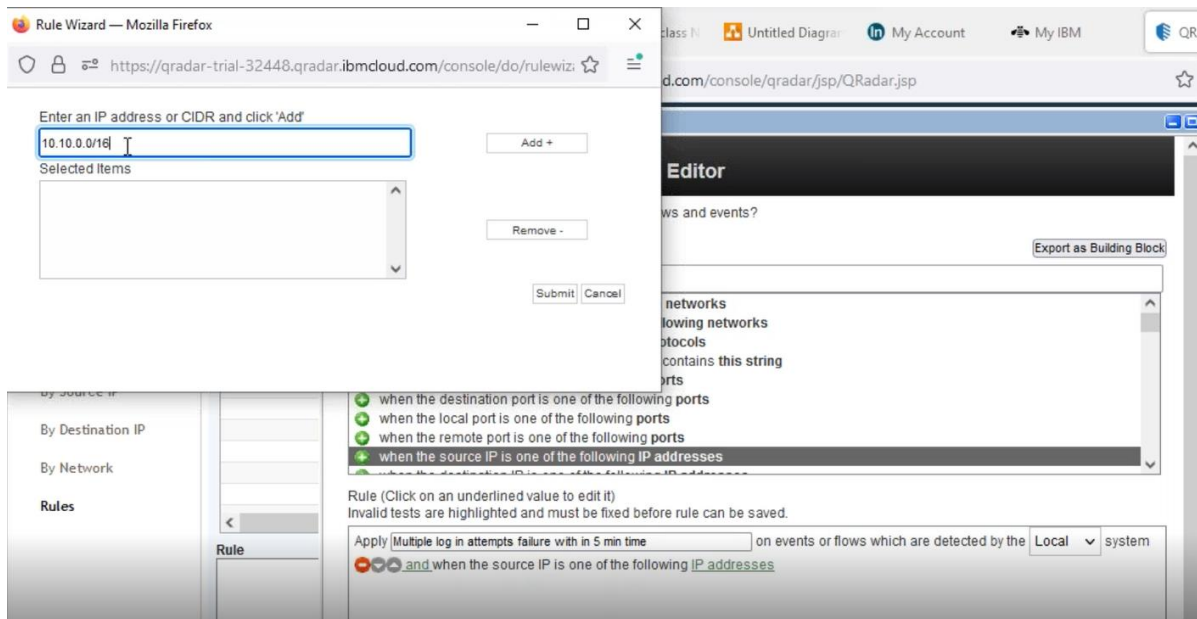 Rule Wizard — Mozilla Firefox
https://qradar-trial-32448.qradar.ibmcloud.com/console/do/rulewiz
Enter an IP address or CIDR and click 'Add'
10.10.0.0/16
Add +
Selected Items
Remove -
Submit Cancel
class N
Untitled Diagra
My Account
My IBM
QR
d.com/console/qradar/jsp/QRadar.jsp
Editor
ws and events?
Export as Building Block
networks
lowing networks
otocols
contains this string
orts
when the destination port is one of the following ports
when the local port is one of the following ports
when the remote port is one of the following ports
when the source IP is one of the following IP addresses
By Source IP
By Destination IP
By Network
Rules
Rule
Rule (Click on an underlined value to edit it)
Invalid tests are highlighted and must be fixed before rule can be saved.
Apply Multiple log in attempts failure with in 5 min time on events or flows which are detected by the Local system
and when the source IP is one of the following IP addresses